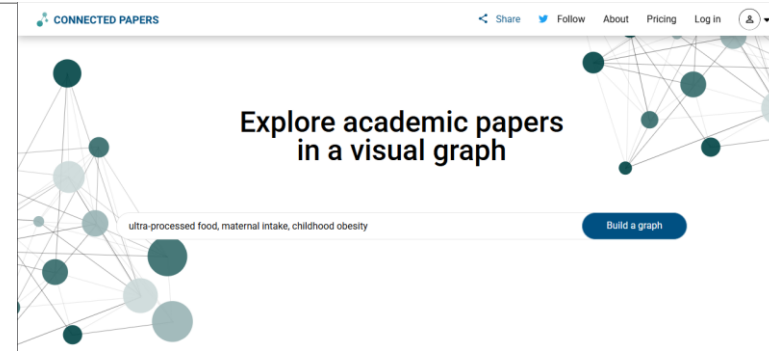 CONNECTED PAPERS
Share Follow About Pricing Log in
Explore academic papers
in a visual graph
ultra-processed food, maternal intake, childhood obesity
Build a graph